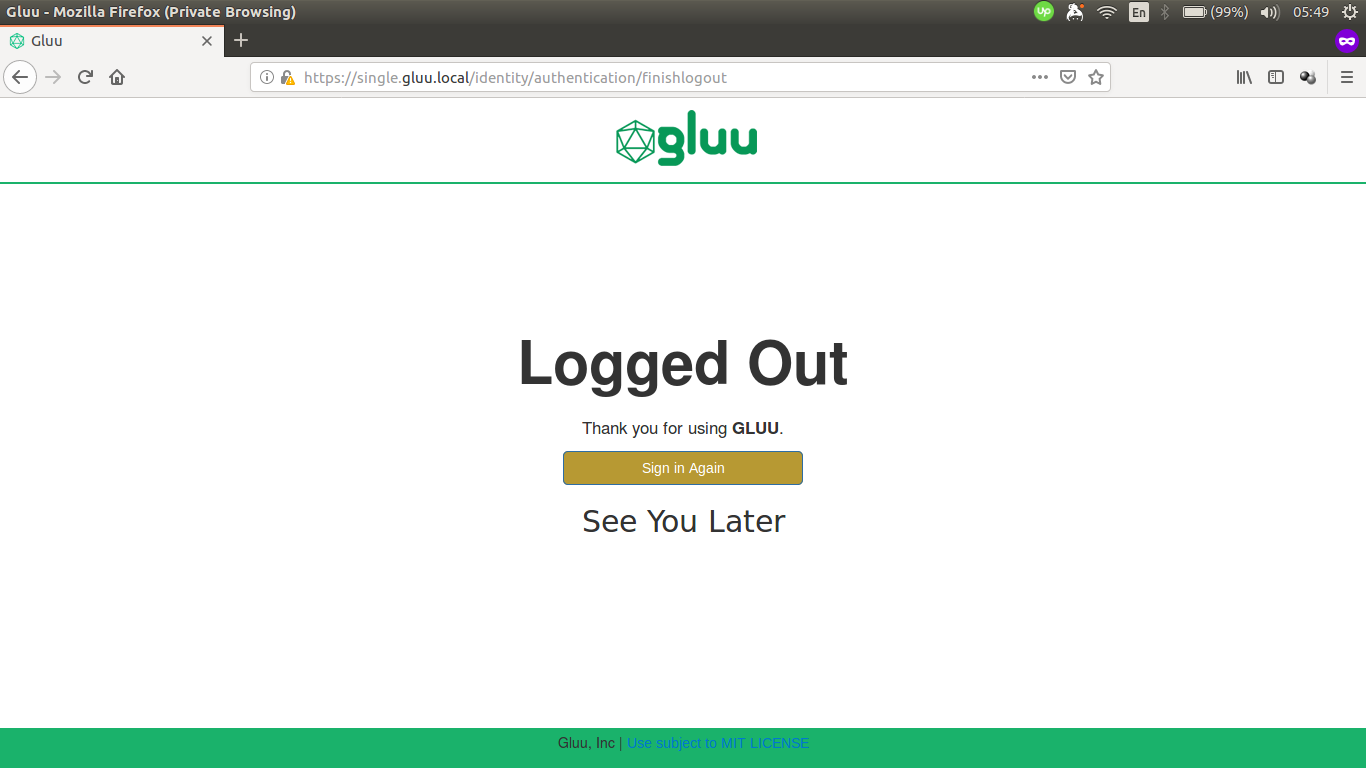 Gluu - Mozilla Firefox (Private Browsing)
Up
En
(99%)
05:49
Gluu
https://single.gluu.local/identity/authentication/finishlogout
gluu
Logged Out
Thank you for using GLUU.
Sign in Again
See You Later
Gluu, Inc | Use subject to MIT LICENSE